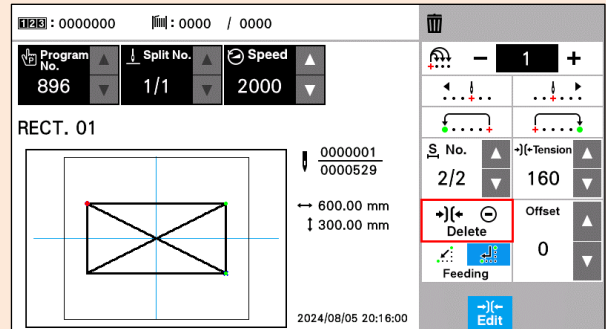 123 : 0000000 : 0000 / 0000
Program No. Split No. Speed
896 1/1 2000
RECT. 01
0000001
0000529
↔ 600.00 mm
↕ 300.00 mm
2024/08/05 20:16:00
− 1 +
S No. Tension
2/2 160
Delete Offset
0
Feeding
Edit